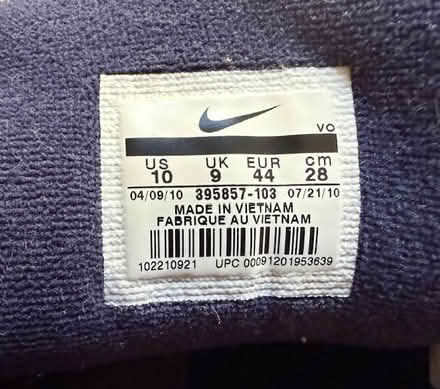 VO
US UK EUR cm
10 9 44 28
04/09/10 395857-103 07/21/10
MADE IN VIETNAM
FABRIQUE AU VIETNAM
102210921 UPC 00091201953639